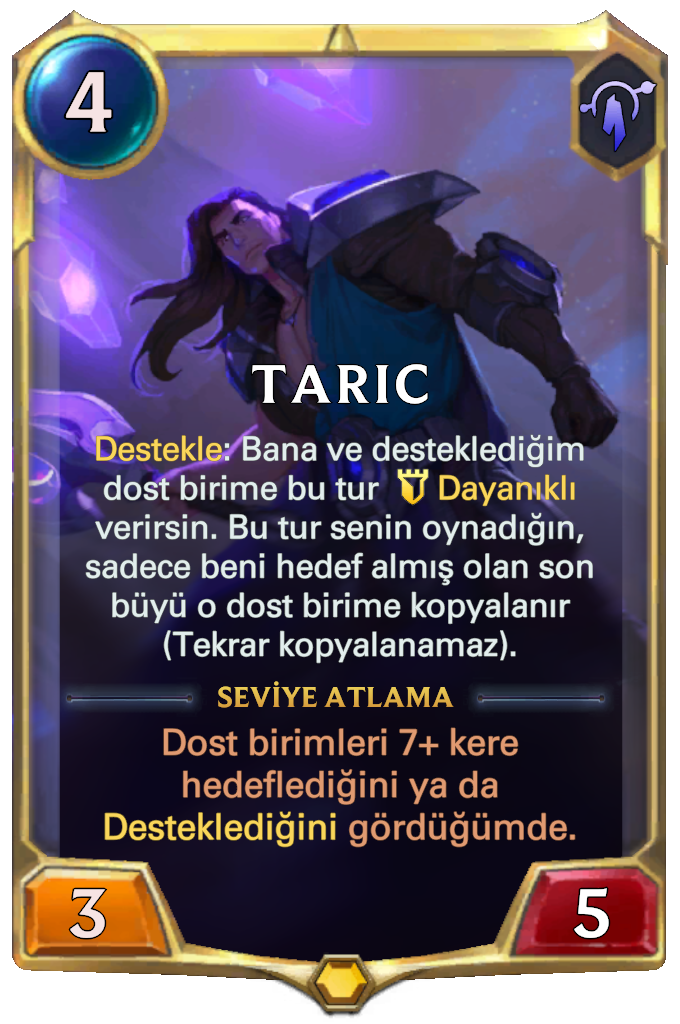 4
TARIC
Destekle: Bana ve desteklediğim
dost birime bu tur Dayanıklı
verirsin. Bu tur senin oynadığın,
sadece beni hedef almış olan son
büyü o dost birime kopyalanır
(Tekrar kopyalanamaz).
SEVİYE ATLAMA
Dost birimleri 7+ kere
hedeflediğini ya da
Desteklediğini gördüğümde.
3
5